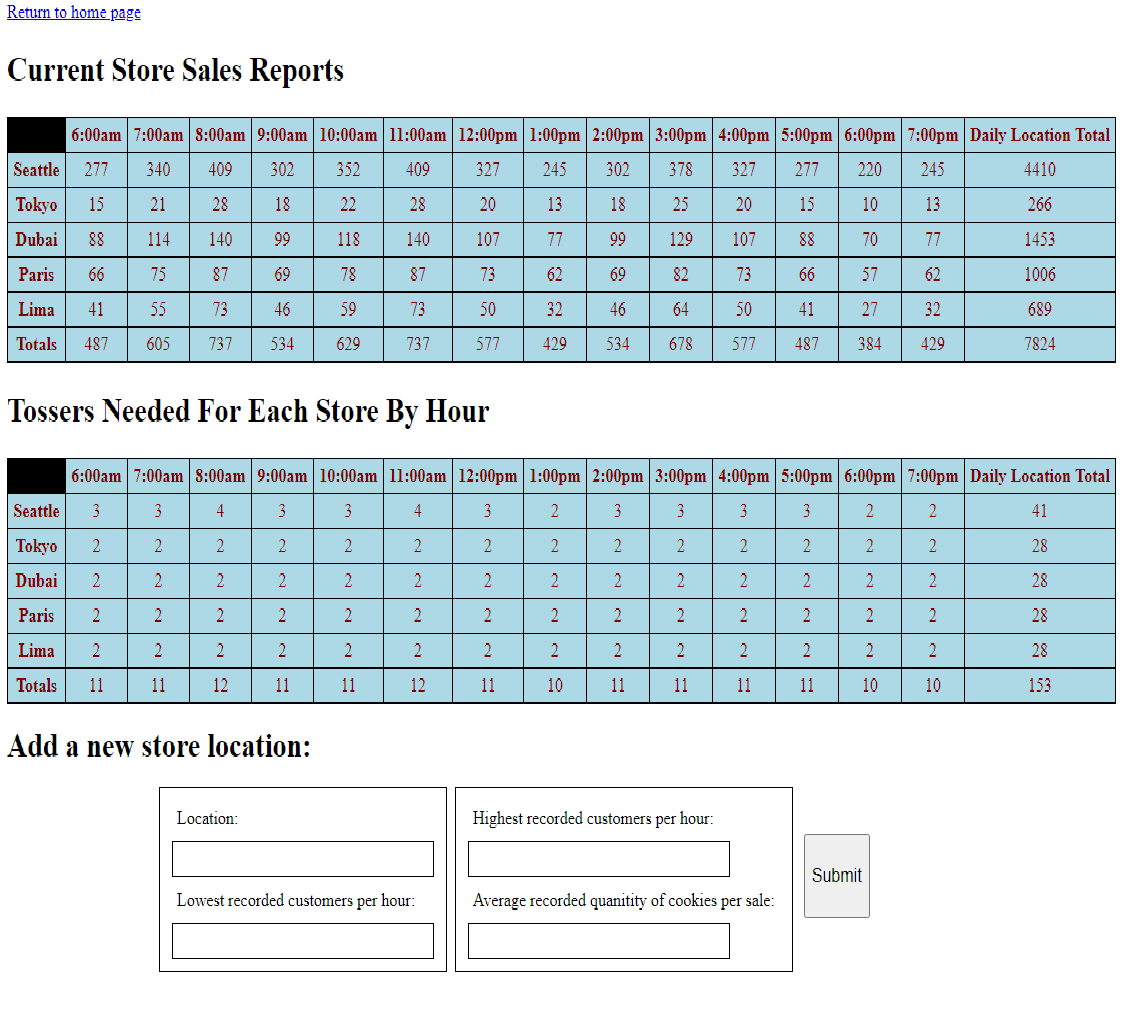 Return to home page
Current Store Sales Reports
6:00am 7:00am 8:00am 9:00am 10:00am 11:00am 12:00pm 1:00pm 2:00pm 3:00pm 4:00pm 5:00pm 6:00pm 7:00pm Daily Location Total
Seattle 277 340 409 302 352 409 327 245 302 378 327 277 220 245 4410
Tokyo 15 21 28 18 22 28 20 13 18 25 20 15 10 13 266
Dubai 88 114 140 99 118 140 107 77 99 129 107 88 70 77 1453
Paris 66 75 87 69 78 87 73 62 69 82 73 66 57 62 1006
Lima 41 55 73 46 59 73 50 32 46 64 50 41 27 32 689
Totals 487 605 737 534 629 737 577 429 534 678 577 487 384 429 7824
Tossers Needed For Each Store By Hour
6:00am 7:00am 8:00am 9:00am 10:00am 11:00am 12:00pm 1:00pm 2:00pm 3:00pm 4:00pm 5:00pm 6:00pm 7:00pm Daily Location Total
Seattle 3 3 4 3 3 4 3 2 3 3 3 3 2 2 41
Tokyo 2 2 2 2 2 2 2 2 2 2 2 2 2 2 28
Dubai 2 2 2 2 2 2 2 2 2 2 2 2 2 2 28
Paris 2 2 2 2 2 2 2 2 2 2 2 2 2 2 28
Lima 2 2 2 2 2 2 2 2 2 2 2 2 2 2 28
Totals 11 11 12 11 11 12 11 10 11 11 11 11 10 10 153
Add a new store location:
Location:
Lowest recorded customers per hour:
Highest recorded customers per hour:
Average recorded quanitity of cookies per sale:
Submit